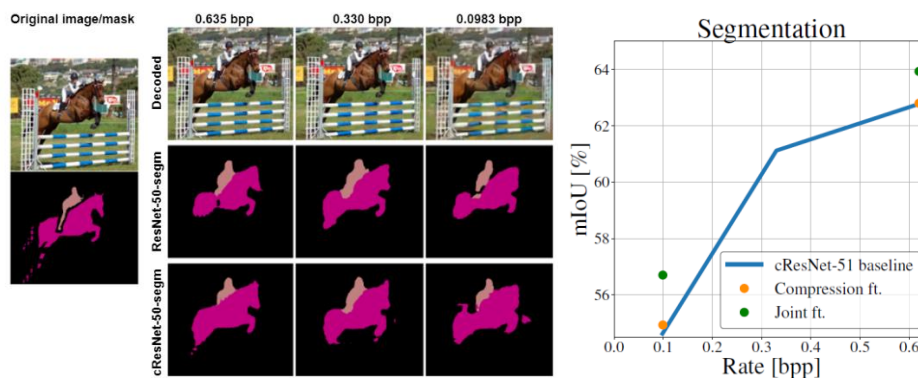 Original image/mask
0.635 bpp
0.330 bpp
0.0983 bpp
Decoded
ResNet-50-segm
cResNet-50-segm
Segmentation
mIoU [%]
64
62
60
58
56
cResNet-51 baseline
Compression ft.
Joint ft.
0.0
0.1
0.2
0.3
0.4
0.5
0.6
Rate [bpp]